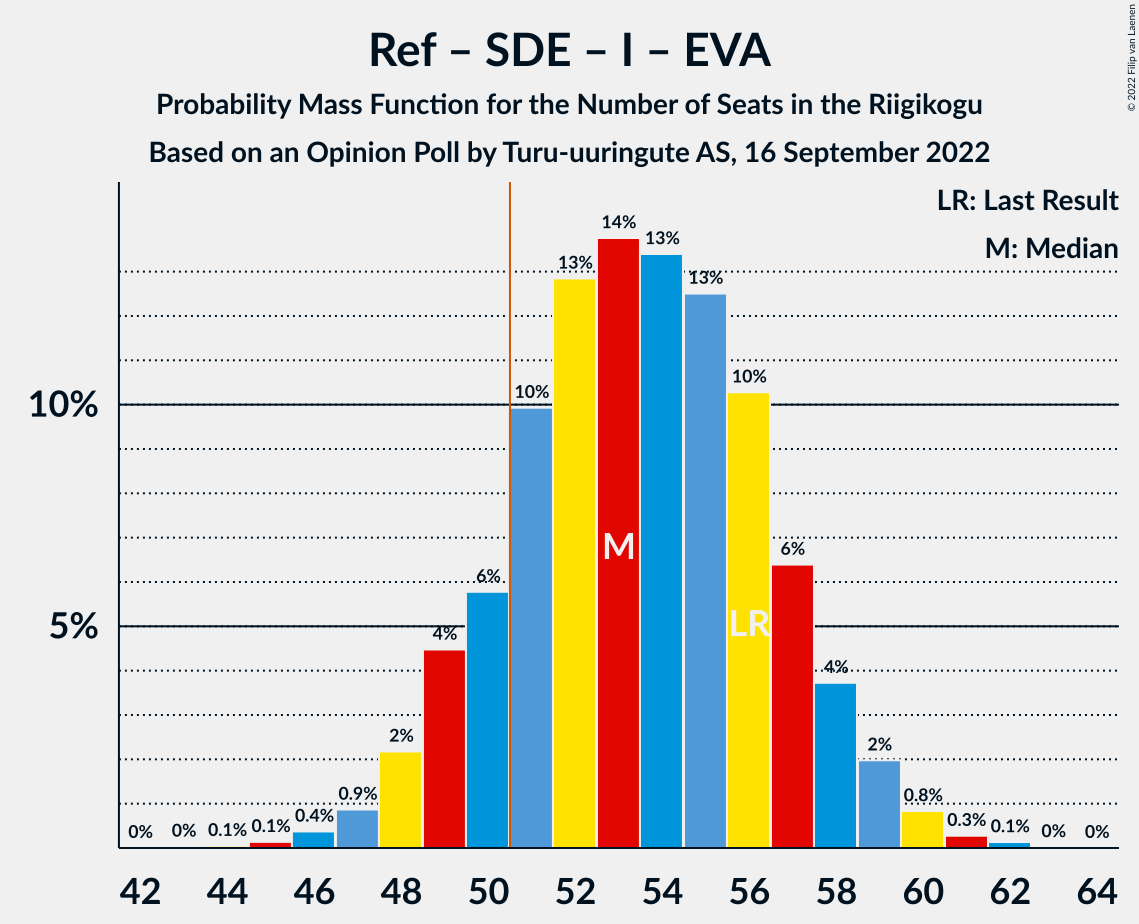 Ref – SDE – I – EVA
Probability Mass Function for the Number of Seats in the Riigikogu
Based on an Opinion Poll by Turu-uuringute AS, 16 September 2022
© 2022 Filip van Laenen
LR: Last Result
M: Median
10%
5%
0%
0%
0.1%
0.1%
0.4%
0.9%
2%
4%
6%
10%
13%
14%
13%
13%
10%
6%
4%
2%
0.8%
0.3%
0.1%
0%
0%
M
LR
42 44 46 48 50 52 54 56 58 60 62 64